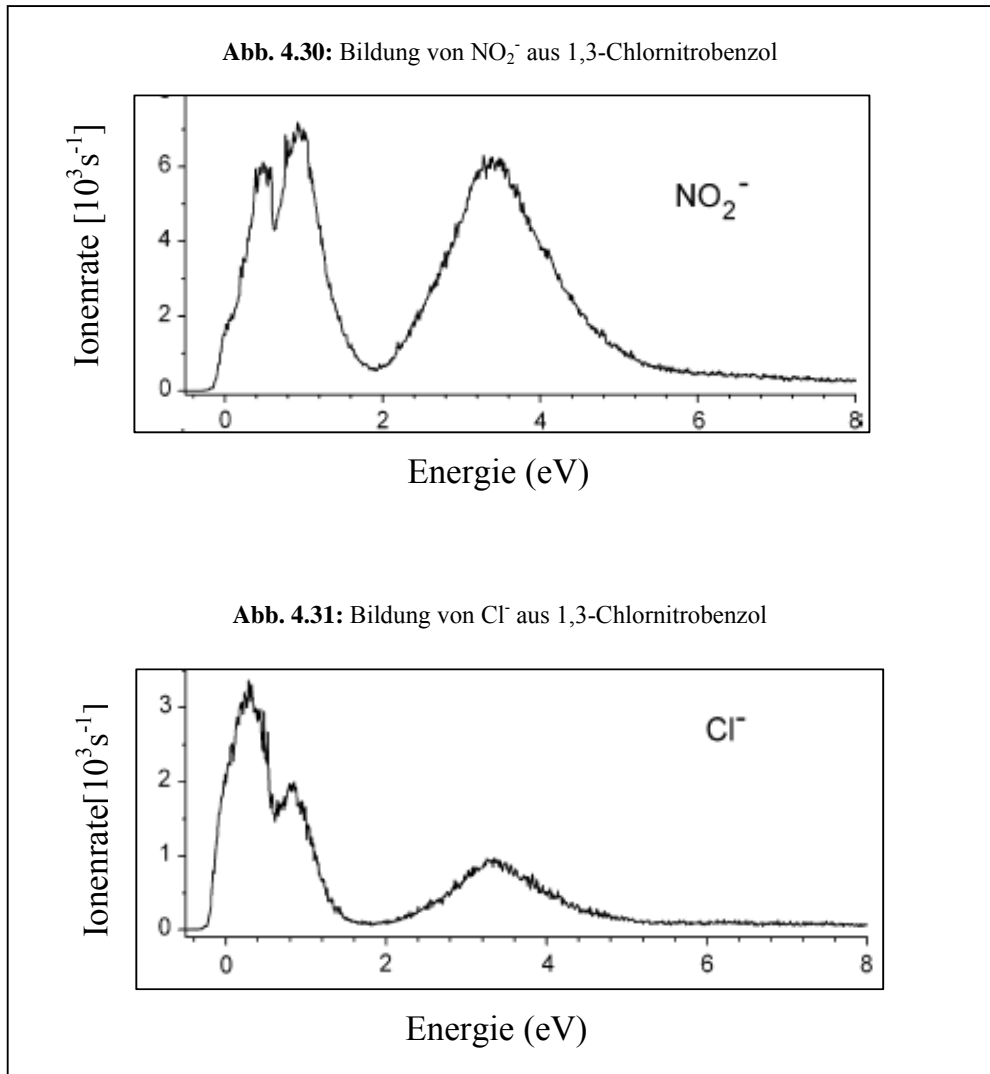 Abb. 4.30: Bildung von NO₂⁻ aus 1,3-Chlornitrobenzol
Ionenrate [10³s⁻¹]
6
4
2
0
NO₂⁻
0 2 4 6 8
Energie (eV)
Abb. 4.31: Bildung von Cl⁻ aus 1,3-Chlornitrobenzol
Ionenrate[10³s⁻¹]
3
2
1
0
Cl⁻
0 2 4 6 8
Energie (eV)